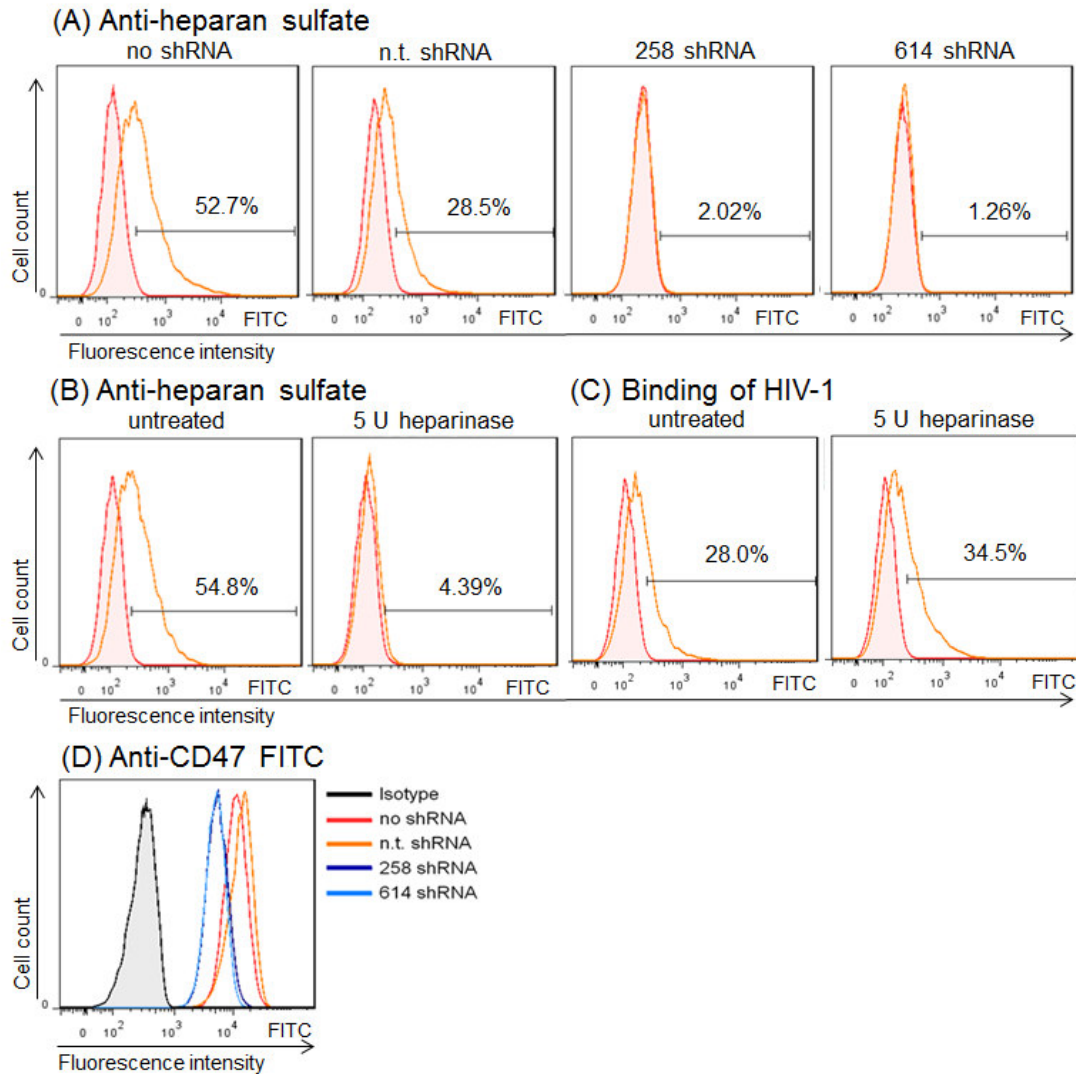 (A) Anti-heparan sulfate
no shRNA n.t. shRNA 258 shRNA 614 shRNA
Cell count
52.7% 28.5% 2.02% 1.26%
0
0 10² 10³ 10⁴ FITC 0 10² 10³ 10⁴ FITC 0 10² 10³ 10⁴ FITC 0 10² 10³ 10⁴ FITC
Fluorescence intensity
(B) Anti-heparan sulfate (C) Binding of HIV-1
untreated 5 U heparinase untreated 5 U heparinase
Cell count
54.8% 4.39% 28.0% 34.5%
0
0 10² 10³ 10⁴ FITC 0 10² 10³ 10⁴ FITC 0 10² 10³ 10⁴ FITC 0 10² 10³ 10⁴ FITC
Fluorescence intensity
(D) Anti-CD47 FITC
Isotype
no shRNA
n.t. shRNA
258 shRNA
614 shRNA
Cell count
0
0 10² 10³ 10⁴ FITC
Fluorescence intensity